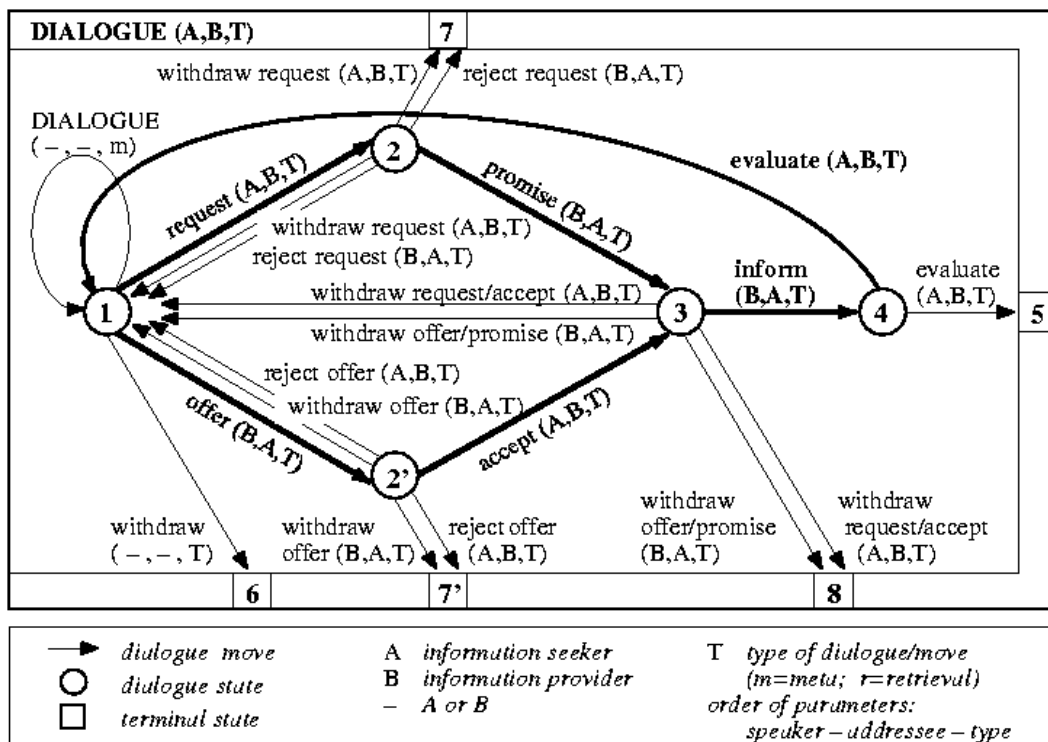 DIALOGUE (A,B,T)
7
withdraw request (A,B,T)
reject request (B,A,T)
DIALOGUE
( – , – , m)
2
evaluate (A,B,T)
request (A,B,T)
promise (B,A,T)
withdraw request (A,B,T)
reject request (B,A,T)
withdraw request/accept (A,B,T)
inform
(B,A,T)
evaluate
(A,B,T)
1
3
4
5
withdraw offer/promise (B,A,T)
reject offer (A,B,T)
withdraw offer (B,A,T)
offer (B,A,T)
accept (A,B,T)
2'
withdraw
( – , – , T)
withdraw
offer (B,A,T)
reject offer
(A,B,T)
withdraw
offer/promise
(B,A,T)
withdraw
request/accept
(A,B,T)
6
7'
8
dialogue move
dialogue state
terminal state
A information seeker
B information provider
– A or B
T type of dialogue/move
(m=meta; r=retrieval)
order of parameters:
speaker – addressee – type